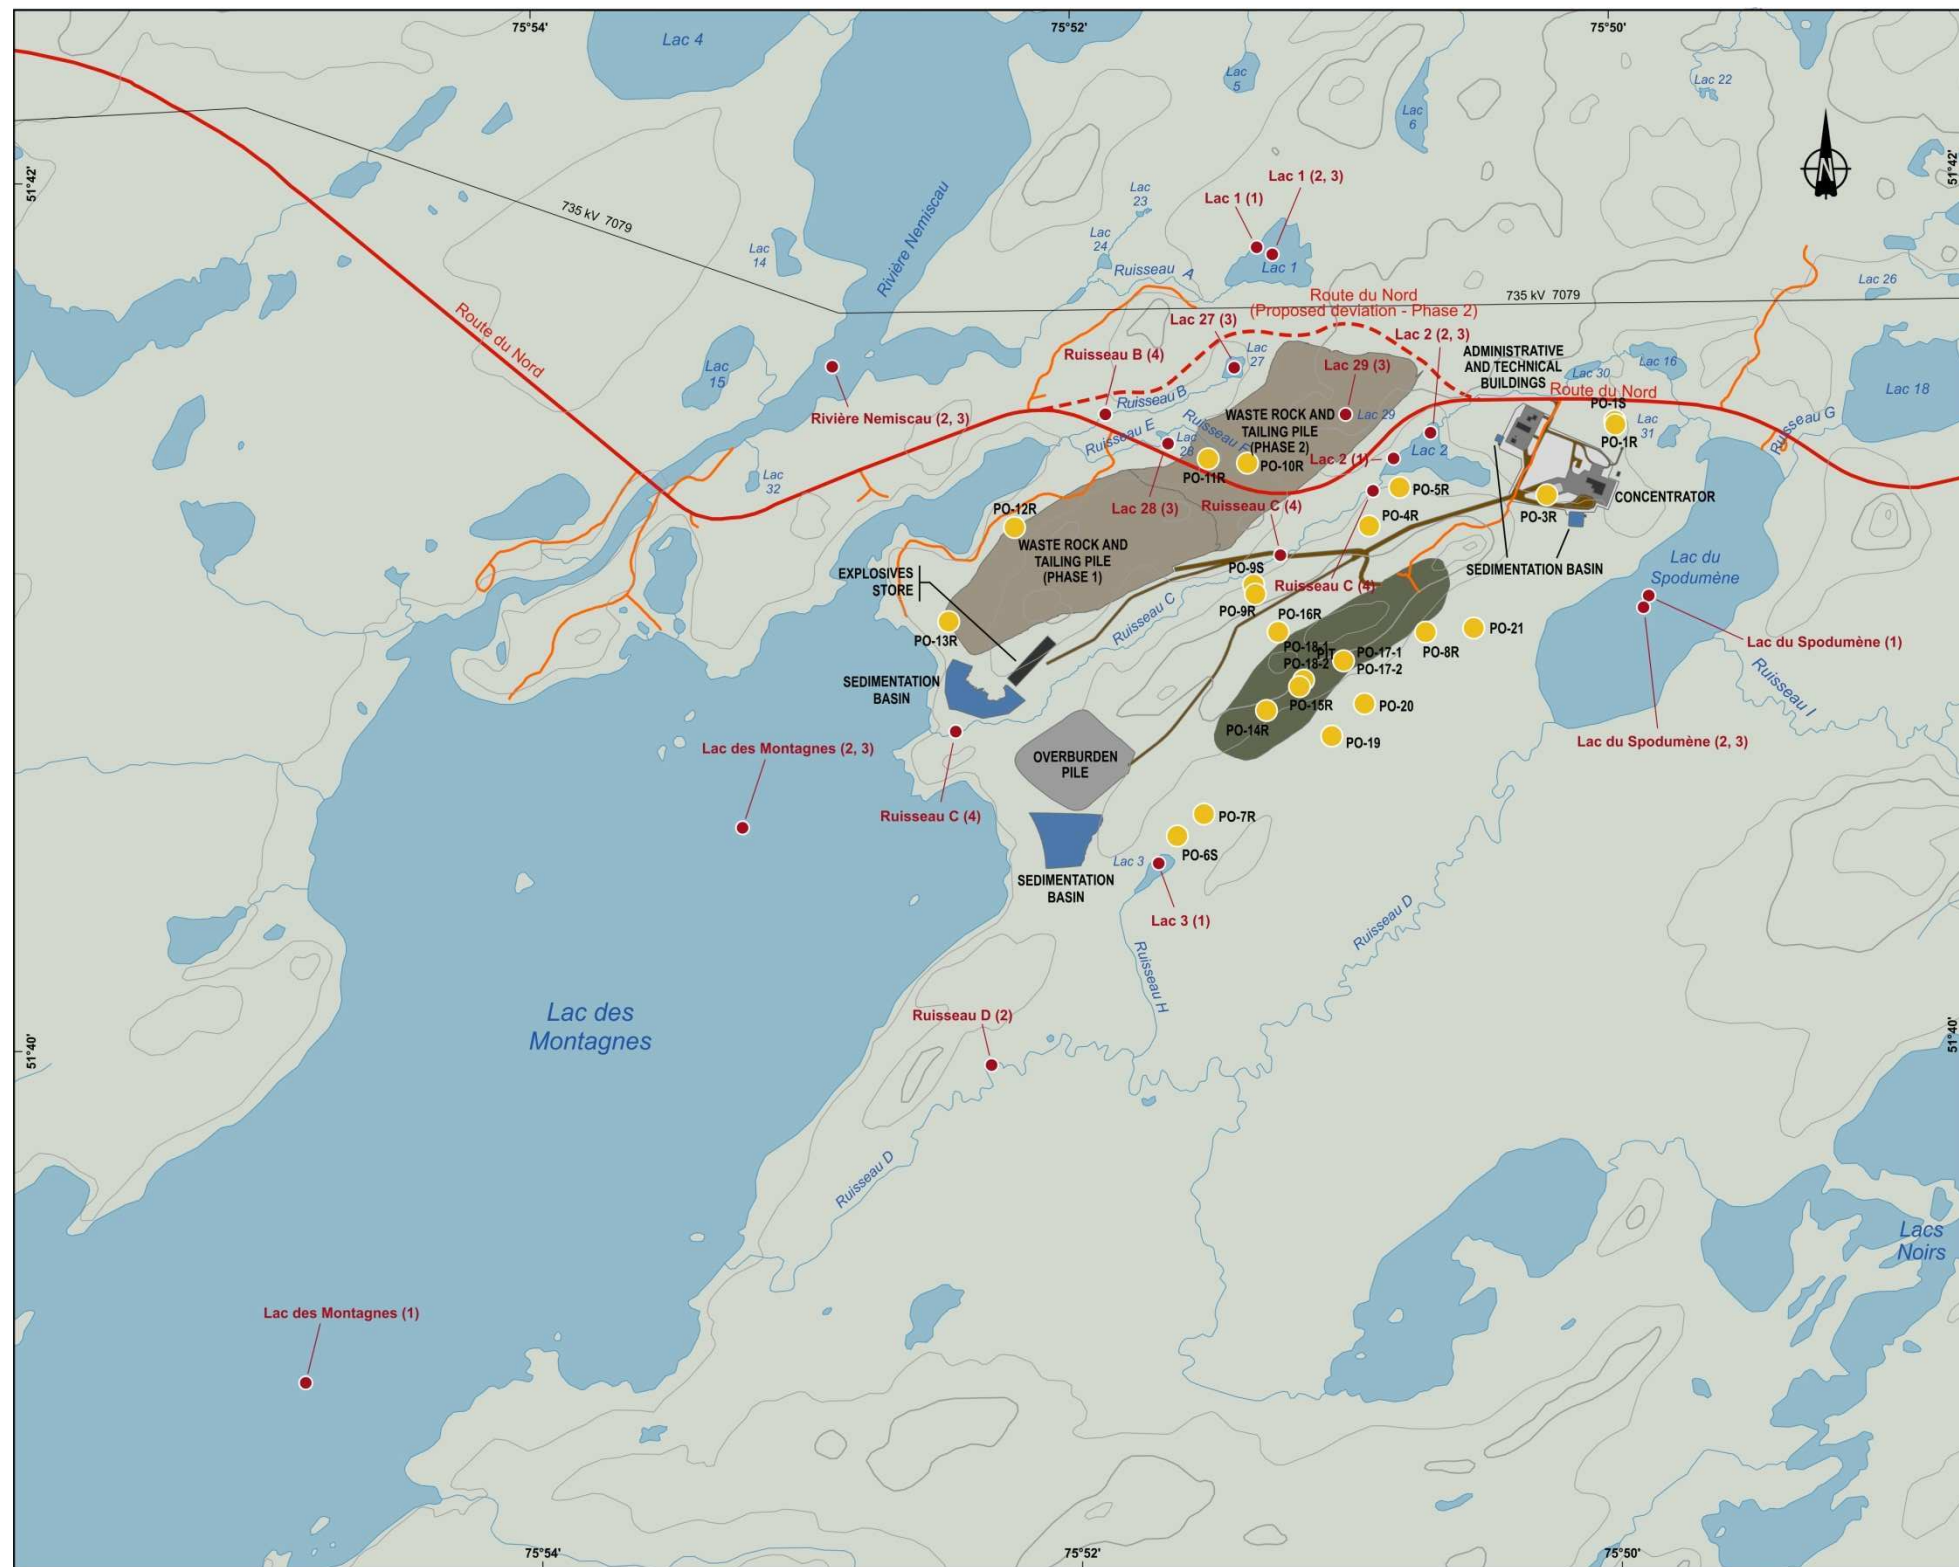 75°54'
75°52'
75°50'
Lac 4
Lac
5
Lac
6
Lac 22
51°42'
51°42'
N
735 kV 7079
Rivière Nemiscau
Lac
14
Lac
23
Lac
24
Ruisseau A
Lac 1 (1)
Lac 1 (2, 3)
Lac 1
Lac 26
735 kV 7079
Route du Nord
(Proposed deviation - Phase 2)
Route du Nord
Lac 27 (3)
Lac
27
Lac 2 (2, 3)
Ruisseau B (4)
Ruisseau B
Lac
15
Rivière Nemiscau (2, 3)
Lac 29 (3)
Lac 29
ADMINISTRATIVE
AND TECHNICAL
BUILDINGS
Lac 30
Lac 16
Lac 18
Route du Nord
PO-1S
PO-1R
Lac
31
Ruisseau G
Ruisseau E
Lac
28
Ruisseau F
WASTE ROCK AND
TAILING PILE
(PHASE 2)
PO-11R
PO-10R
Lac 2 (1)
Lac 2
Lac
32
Lac 28 (3)
Ruisseau C (4)
PO-5R
PO-4R
PO-3R
CONCENTRATOR
PO-12R
WASTE ROCK AND
TAILING PILE
(PHASE 1)
EXPLOSIVES
STORE
PO-9S
PO-9R
Ruisseau C (4)
SEDIMENTATION BASIN
Lac du
Spodumène
Ruisseau C
PO-16R
PO-13R
PO-18-1
PO-18-2
PIT
PO-17-1
PO-17-2
PO-8R
PO-21
Lac du Spodumène (1)
Ruisseau I
SEDIMENTATION
BASIN
PO-15R
PO-14R
PO-20
PO-19
Lac du Spodumène (2, 3)
Lac des Montagnes (2, 3)
OVERBURDEN
PILE
Ruisseau C (4)
PO-7R
PO-6S
Lac 3
SEDIMENTATION
BASIN
Lac 3 (1)
Ruisseau D
Ruisseau H
Lac des
Montagnes
Ruisseau D (2)
51°40'
51°40'
Ruisseau D
Lacs
Noirs
Lac des Montagnes (1)
75°54'
75°52'
75°50'